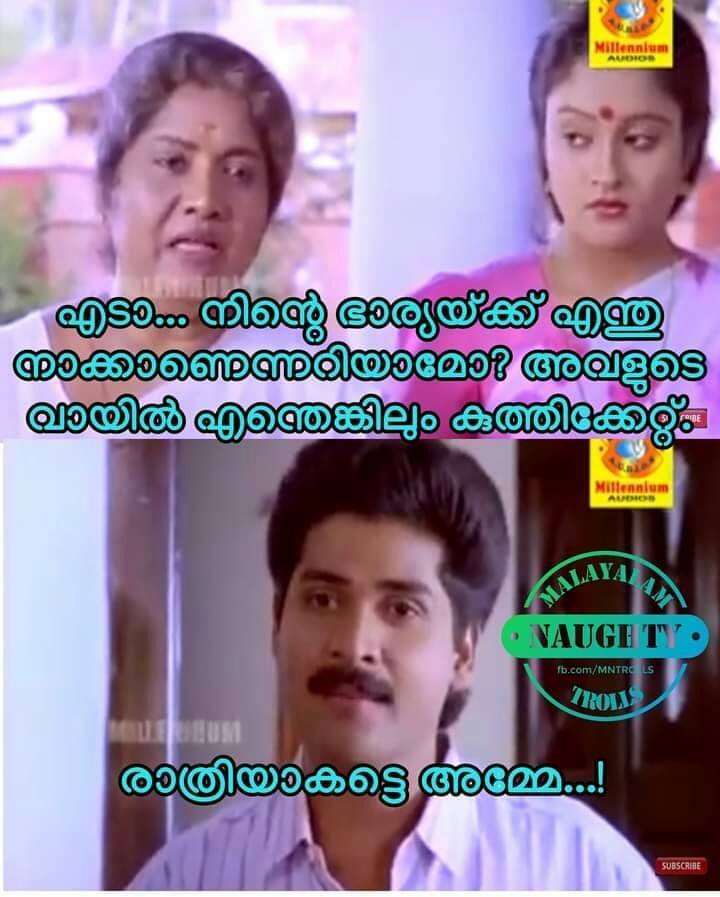 A.U.D.I.O.S
Millennium
AUDIOS
എടാ... നിന്റെ ഭാര്യയ്ക്ക് എന്തു
നാക്കാണെന്നറിയാമോ? അവളുടെ
വായിൽ എന്തെങ്കിലും കുത്തിക്കേറ്റ്.
Millennium
AUDIOS
MALAYALAM
NAUGHTY
fb.com/MNTROLLS
TROLLS
MILLENNIUM
രാത്രിയാകട്ടെ അമ്മേ...!
SUBSCRIBE